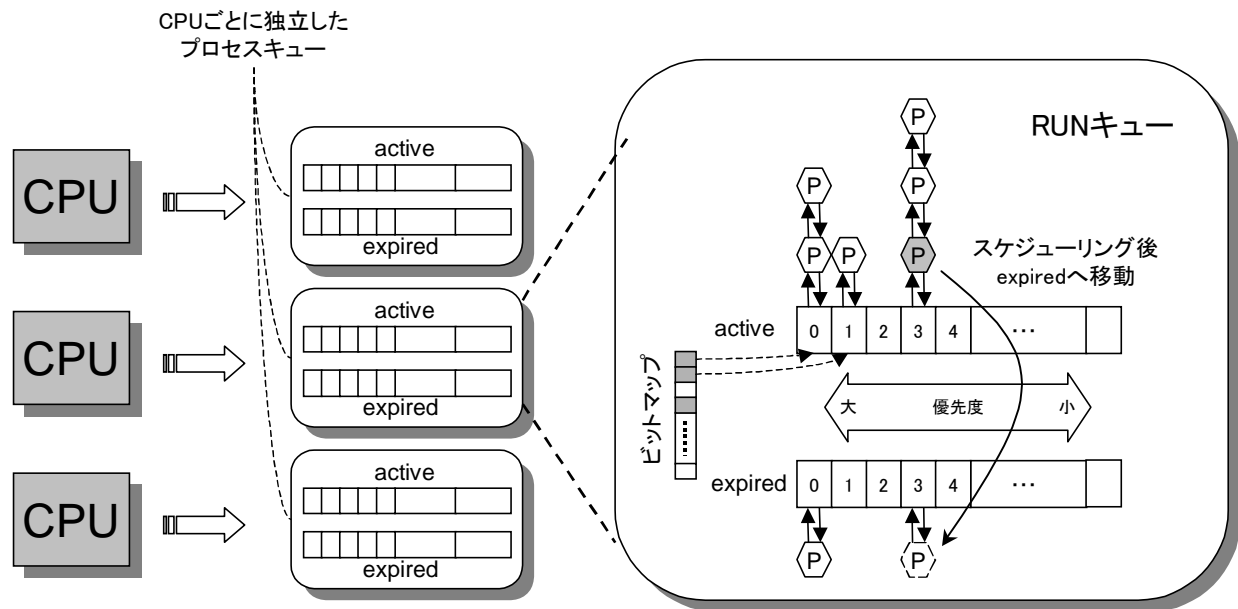 CPUごとに独立した
プロセスキュー
CPU
active
expired
CPU
active
expired
CPU
active
expired
RUNキュー
P
P P
P P P
スケジューリング後
expiredへ移動
active 0 1 2 3 4 …
ビットマップ
大 優先度 小
expired 0 1 2 3 4 …
P P